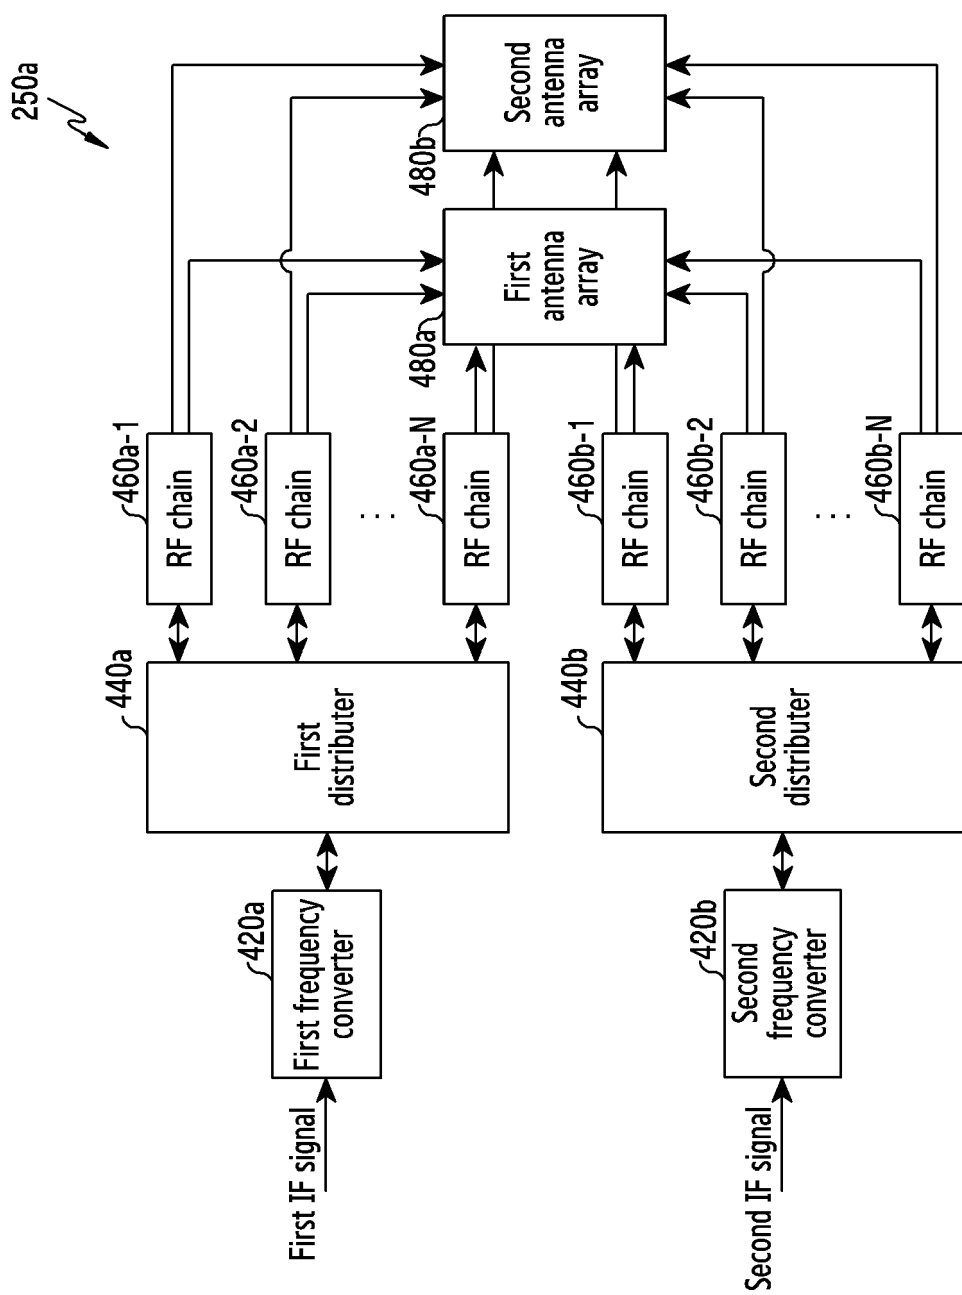 250a
First IF signal
420a
First frequency
converter
440a
First
distributer
460a-1
RF chain
460a-2
RF chain
. . .
460a-N
RF chain
480a
First
antenna
array
480b
Second
antenna
array
Second IF signal
420b
Second
frequency
converter
440b
Second
distributer
460b-1
RF chain
460b-2
RF chain
. . .
460b-N
RF chain